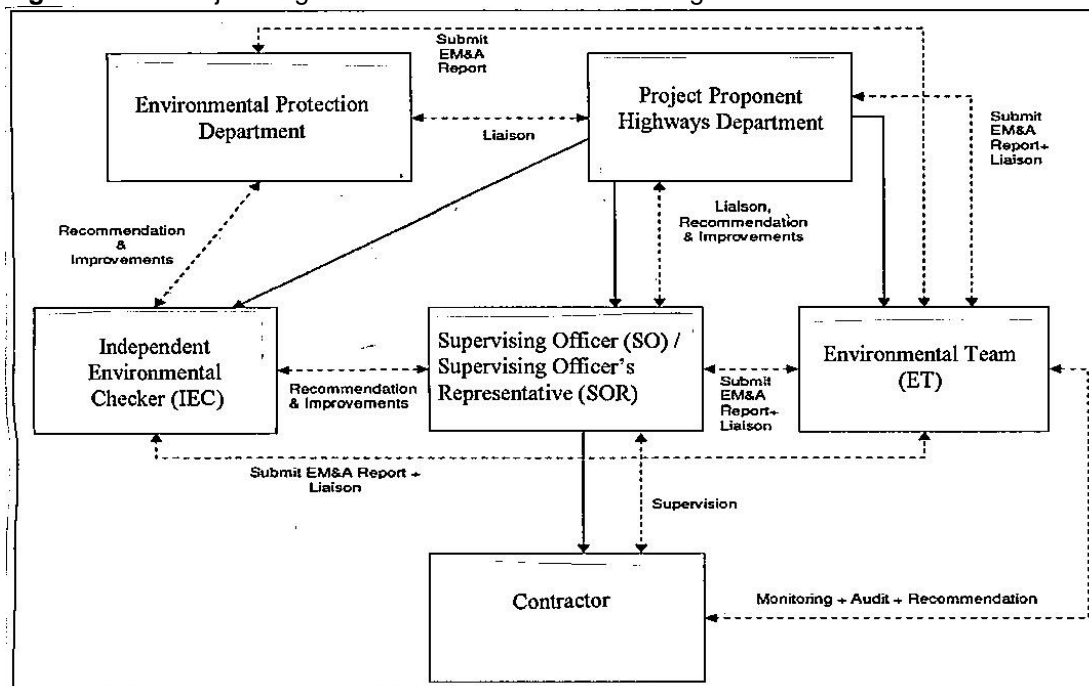 Submit
EM&A
Report
Environmental Protection
Department
Liaison
Project Proponent
Highways Department
Submit
EM&A
Report+
Liaison
Recommendation
&
Improvements
Liaison,
Recommendation
& Improvements
Independent
Environmental
Checker (IEC)
Recommendation
& Improvements
Supervising Officer (SO) /
Supervising Officer's
Representative (SOR)
Submit
EM&A
Report+
Liaison
Environmental Team
(ET)
Submit EM&A Report +
Liaison
Supervision
Contractor
Monitoring + Audit + Recommendation